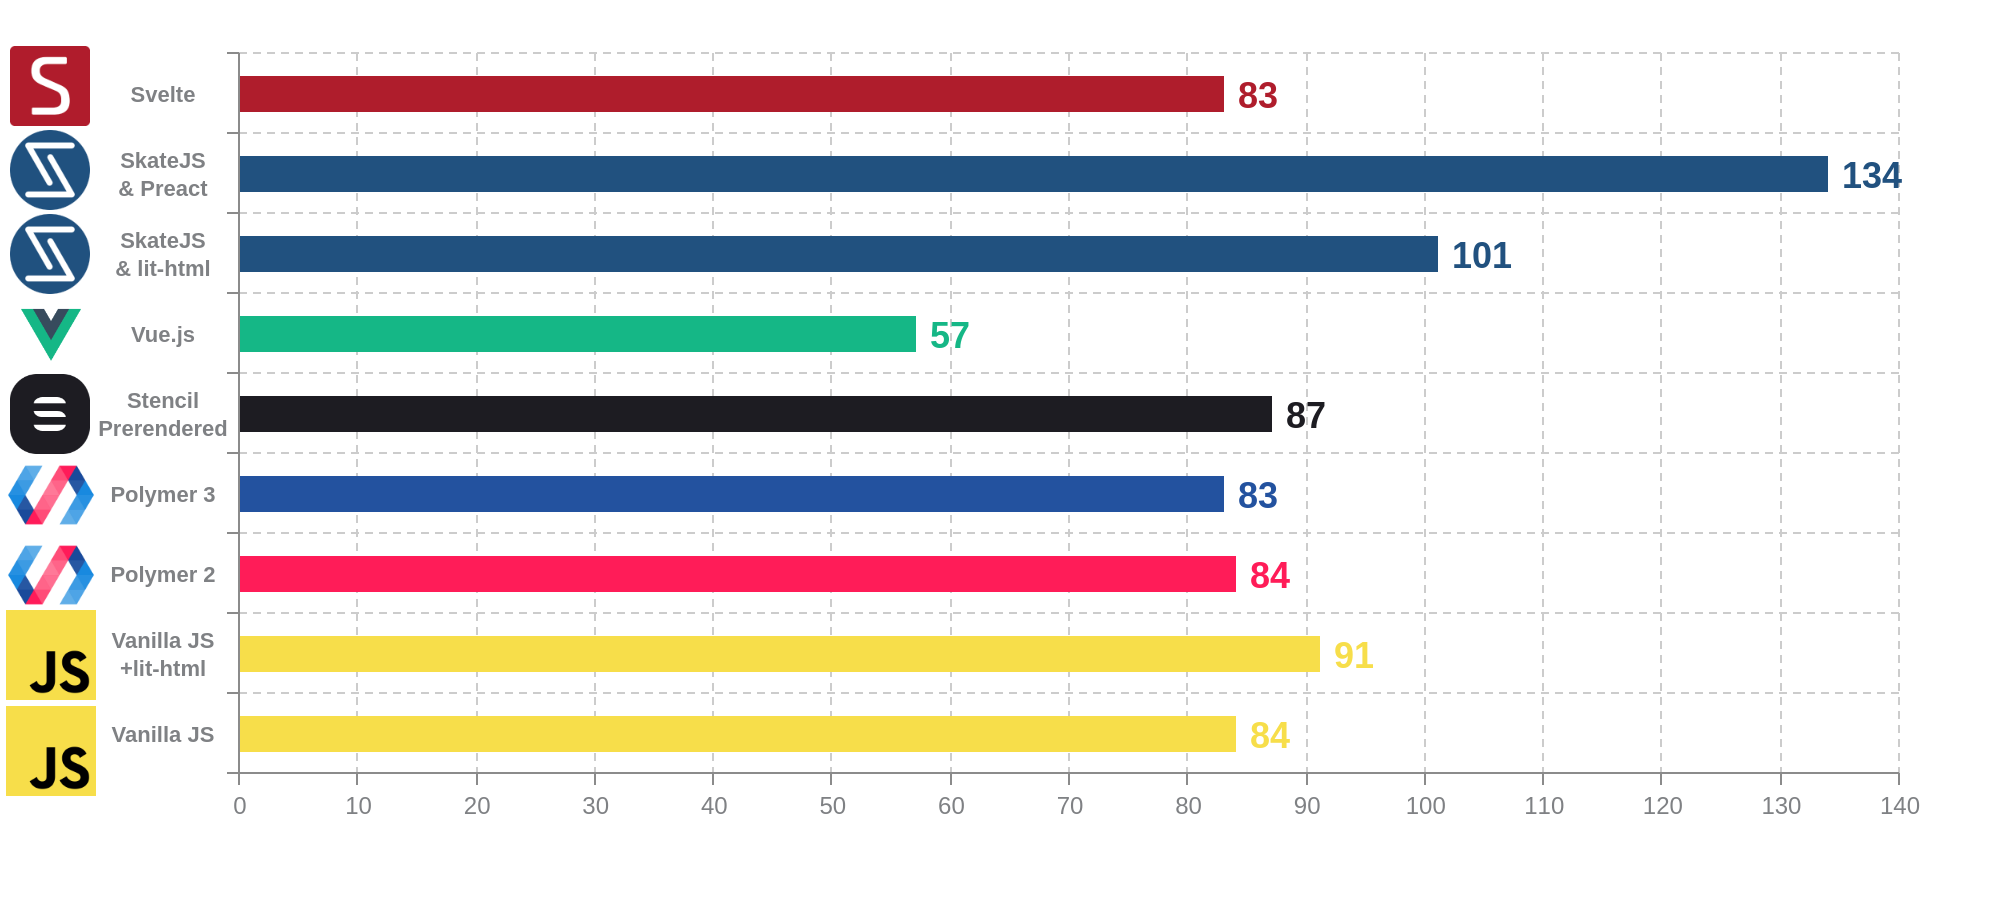 S
Svelte
83
SkateJS
& Preact
134
SkateJS
& lit-html
101
Vue.js
57
Stencil
Prerendered
87
Polymer 3
83
Polymer 2
84
JS
Vanilla JS
+lit-html
91
JS
Vanilla JS
84
0 10 20 30 40 50 60 70 80 90 100 110 120 130 140